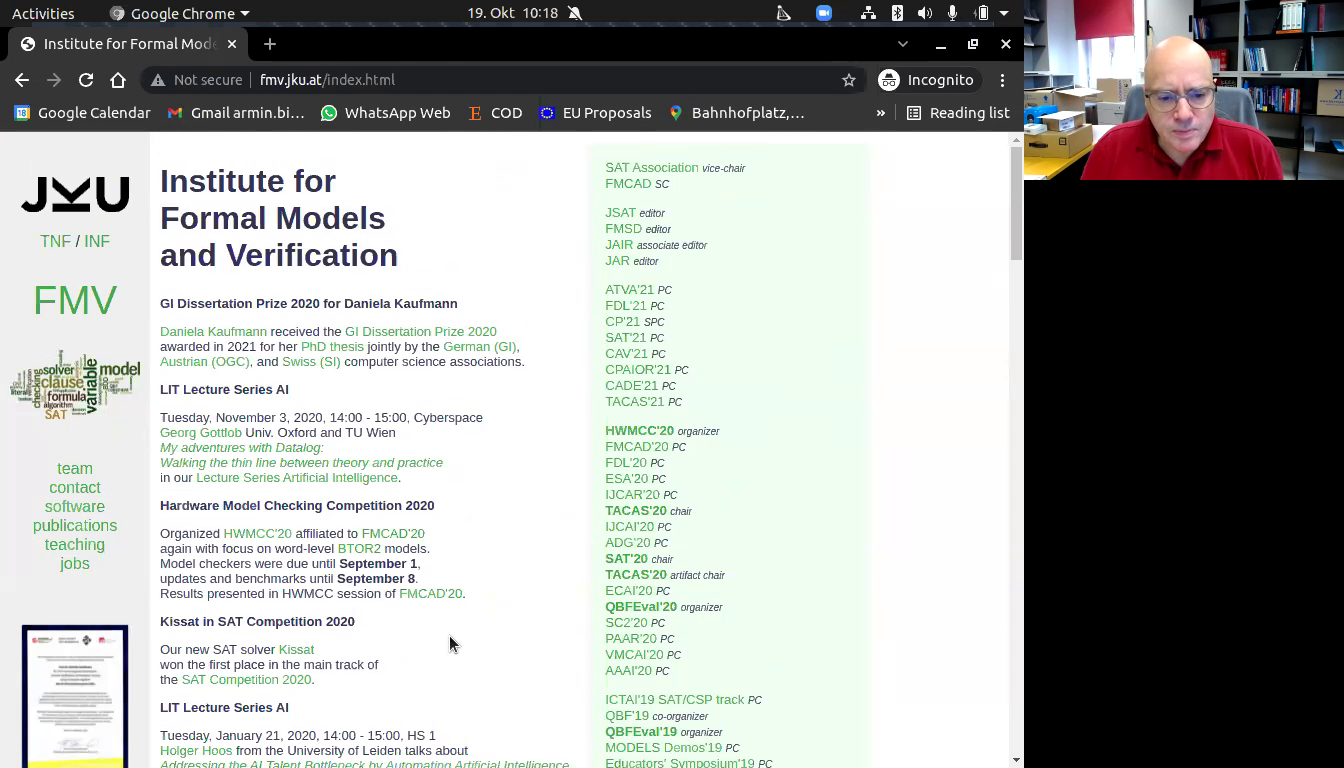 Activities
Google Chrome
19. Okt 10:18
Institute for Formal Mod
Not secure
fmv.jku.at/index.html
Incognito
Google Calendar
Gmail armin.bi...
WhatsApp Web
COD
EU Proposals
Bahnhofplatz,...
»
Reading list
JKU
TNF / INF
FMV
solver
model
checking
clause
variable
formula
algorithm
SAT
team
contact
software
publications
teaching
jobs
Institute for
Formal Models
and Verification
GI Dissertation Prize 2020 for Daniela Kaufmann
Daniela Kaufmann received the GI Dissertation Prize 2020
awarded in 2021 for her PhD thesis jointly by the German (GI),
Austrian (OGC), and Swiss (SI) computer science associations.
LIT Lecture Series AI
Tuesday, November 3, 2020, 14:00 - 15:00, Cyberspace
Georg Gottlob Univ. Oxford and TU Wien
My adventures with Datalog:
Walking the thin line between theory and practice
in our Lecture Series Artificial Intelligence.
Hardware Model Checking Competition 2020
Organized HWMCC'20 affiliated to FMCAD'20
again with focus on word-level BTOR2 models.
Model checkers were due until September 1,
updates and benchmarks until September 8.
Results presented in HWMCC session of FMCAD'20.
Kissat in SAT Competition 2020
Our new SAT solver Kissat
won the first place in the main track of
the SAT Competition 2020.
LIT Lecture Series AI
Tuesday, January 21, 2020, 14:00 - 15:00, HS 1
Holger Hoos from the University of Leiden talks about
Addressing the AI Talent Bottleneck by Automating Artificial Intelligence
SAT Association vice-chair
FMCAD SC
JSAT editor
FMSD editor
JAIR associate editor
JAR editor
ATVA'21 PC
FDL'21 PC
CP'21 SPC
SAT'21 PC
CAV'21 PC
CPAIOR'21 PC
CADE'21 PC
TACAS'21 PC
HWMCC'20 organizer
FMCAD'20 PC
FDL'20 PC
ESA'20 PC
IJCAR'20 PC
TACAS'20 chair
IJCAI'20 PC
ADG'20 PC
SAT'20 chair
TACAS'20 artifact chair
ECAI'20 PC
QBFEval'20 organizer
SC2'20 PC
PAAR'20 PC
VMCAI'20 PC
AAAI'20 PC
ICTAI'19 SAT/CSP track PC
QBF'19 co-organizer
QBFEval'19 organizer
MODELS Demos'19 PC
Educators' Symposium'19 PC